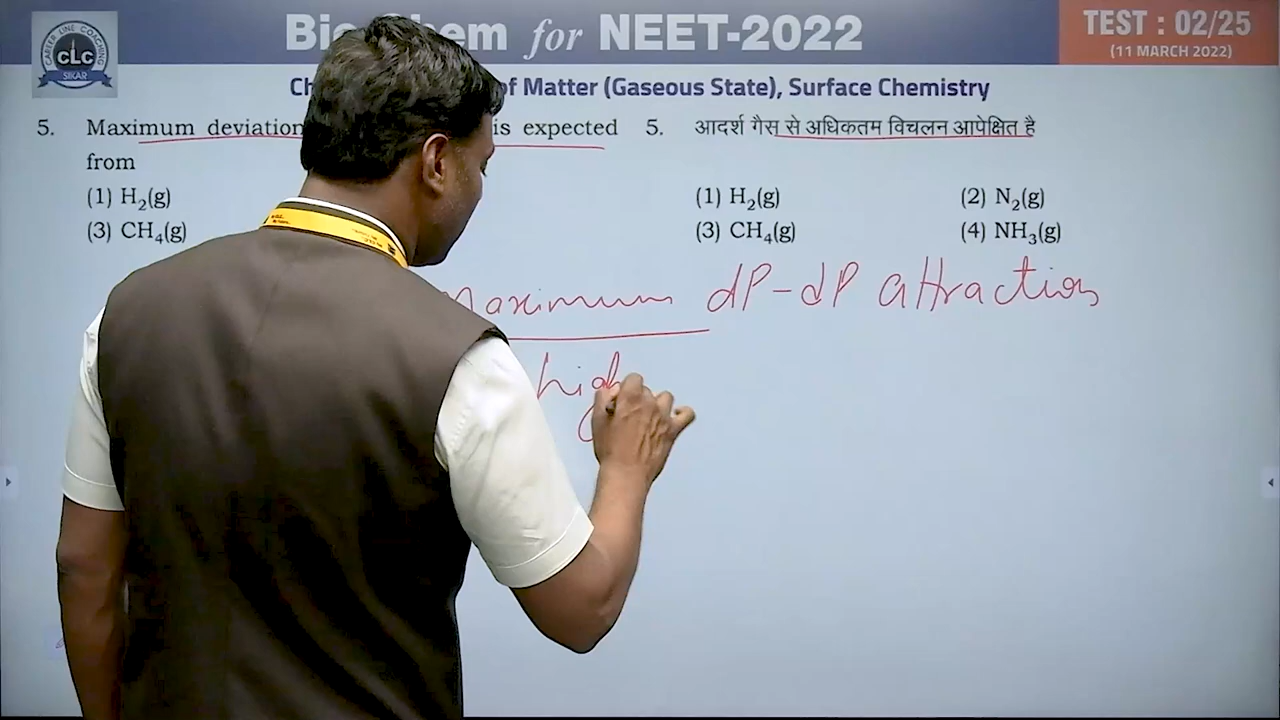 Bio Chem for NEET-2022
TEST : 02/25
(11 MARCH 2022)
CAREER LINE COACHING
CLC
SIKAR
of Matter (Gaseous State), Surface Chemistry
5. Maximum deviation is expected
from
(1) H₂(g)
(3) CH₄(g)
5. आदर्श गैस से अधिकतम विचलन आपेक्षित है
(1) H₂(g) (2) N₂(g)
(3) CH₄(g) (4) NH₃(g)
Maximum dP-dP attraction
high